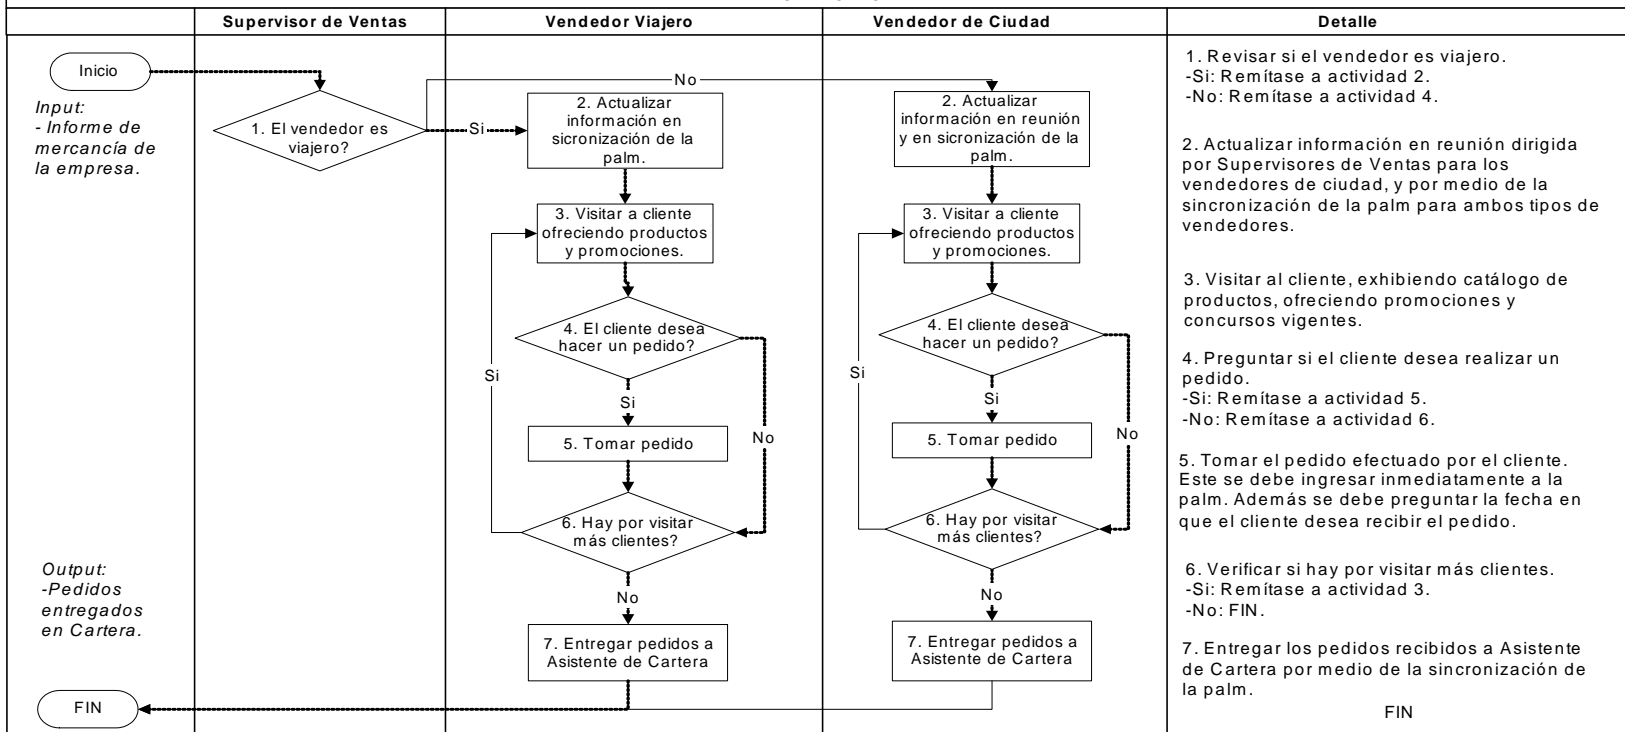 Supervisor de Ventas
Vendedor Viajero
Vendedor de Ciudad
Detalle
Inicio
Input:
- Informe de
mercancía de
la empresa.
Output:
-Pedidos
entregados
en Cartera.
FIN
1. El vendedor es
viajero?
Si
No
2. Actualizar
información en
sicronización de la
palm.
3. Visitar a cliente
ofreciendo productos
y promociones.
4. El cliente desea
hacer un pedido?
Si
Si
No
5. Tomar pedido
6. Hay por visitar
más clientes?
No
7. Entregar pedidos a
Asistente de Cartera
2. Actualizar
información en reunión
y en sicronización de la
palm.
3. Visitar a cliente
ofreciendo productos
y promociones.
4. El cliente desea
hacer un pedido?
Si
Si
No
5. Tomar pedido
6. Hay por visitar
más clientes?
No
7. Entregar pedidos a
Asistente de Cartera
1. Revisar si el vendedor es viajero.
-Si: Remítase a actividad 2.
-No: Remítase a actividad 4.
2. Actualizar información en reunión dirigida
por Supervisores de Ventas para los
vendedores de ciudad, y por medio de la
sincronización de la palm para ambos tipos de
vendedores.
3. Visitar al cliente, exhibiendo catálogo de
productos, ofreciendo promociones y
concursos vigentes.
4. Preguntar si el cliente desea realizar un
pedido.
-Si: Remítase a actividad 5.
-No: Remítase a actividad 6.
5. Tomar el pedido efectuado por el cliente.
Este se debe ingresar inmediatamente a la
palm. Además se debe preguntar la fecha en
que el cliente desea recibir el pedido.
6. Verificar si hay por visitar más clientes.
-Si: Remítase a actividad 3.
-No: FIN.
7. Entregar los pedidos recibidos a Asistente
de Cartera por medio de la sincronización de
la palm.
FIN